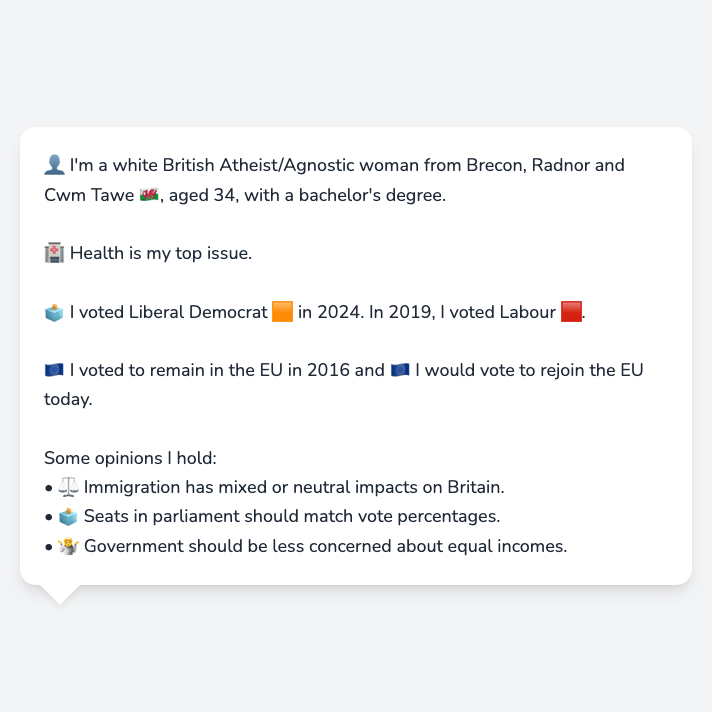 👤 I'm a white British Atheist/Agnostic woman from Brecon, Radnor and
Cwm Tawe 🏴󠁧󠁢󠁷󠁬󠁳󠁿, aged 34, with a bachelor's degree.
🏥 Health is my top issue.
🗳️ I voted Liberal Democrat 🟧 in 2024. In 2019, I voted Labour 🟥.
🇪🇺 I voted to remain in the EU in 2016 and 🇪🇺 I would vote to rejoin the EU
today.
Some opinions I hold:
• ⚖️ Immigration has mixed or neutral impacts on Britain.
• 🗳️ Seats in parliament should match vote percentages.
• 🤷 Government should be less concerned about equal incomes.